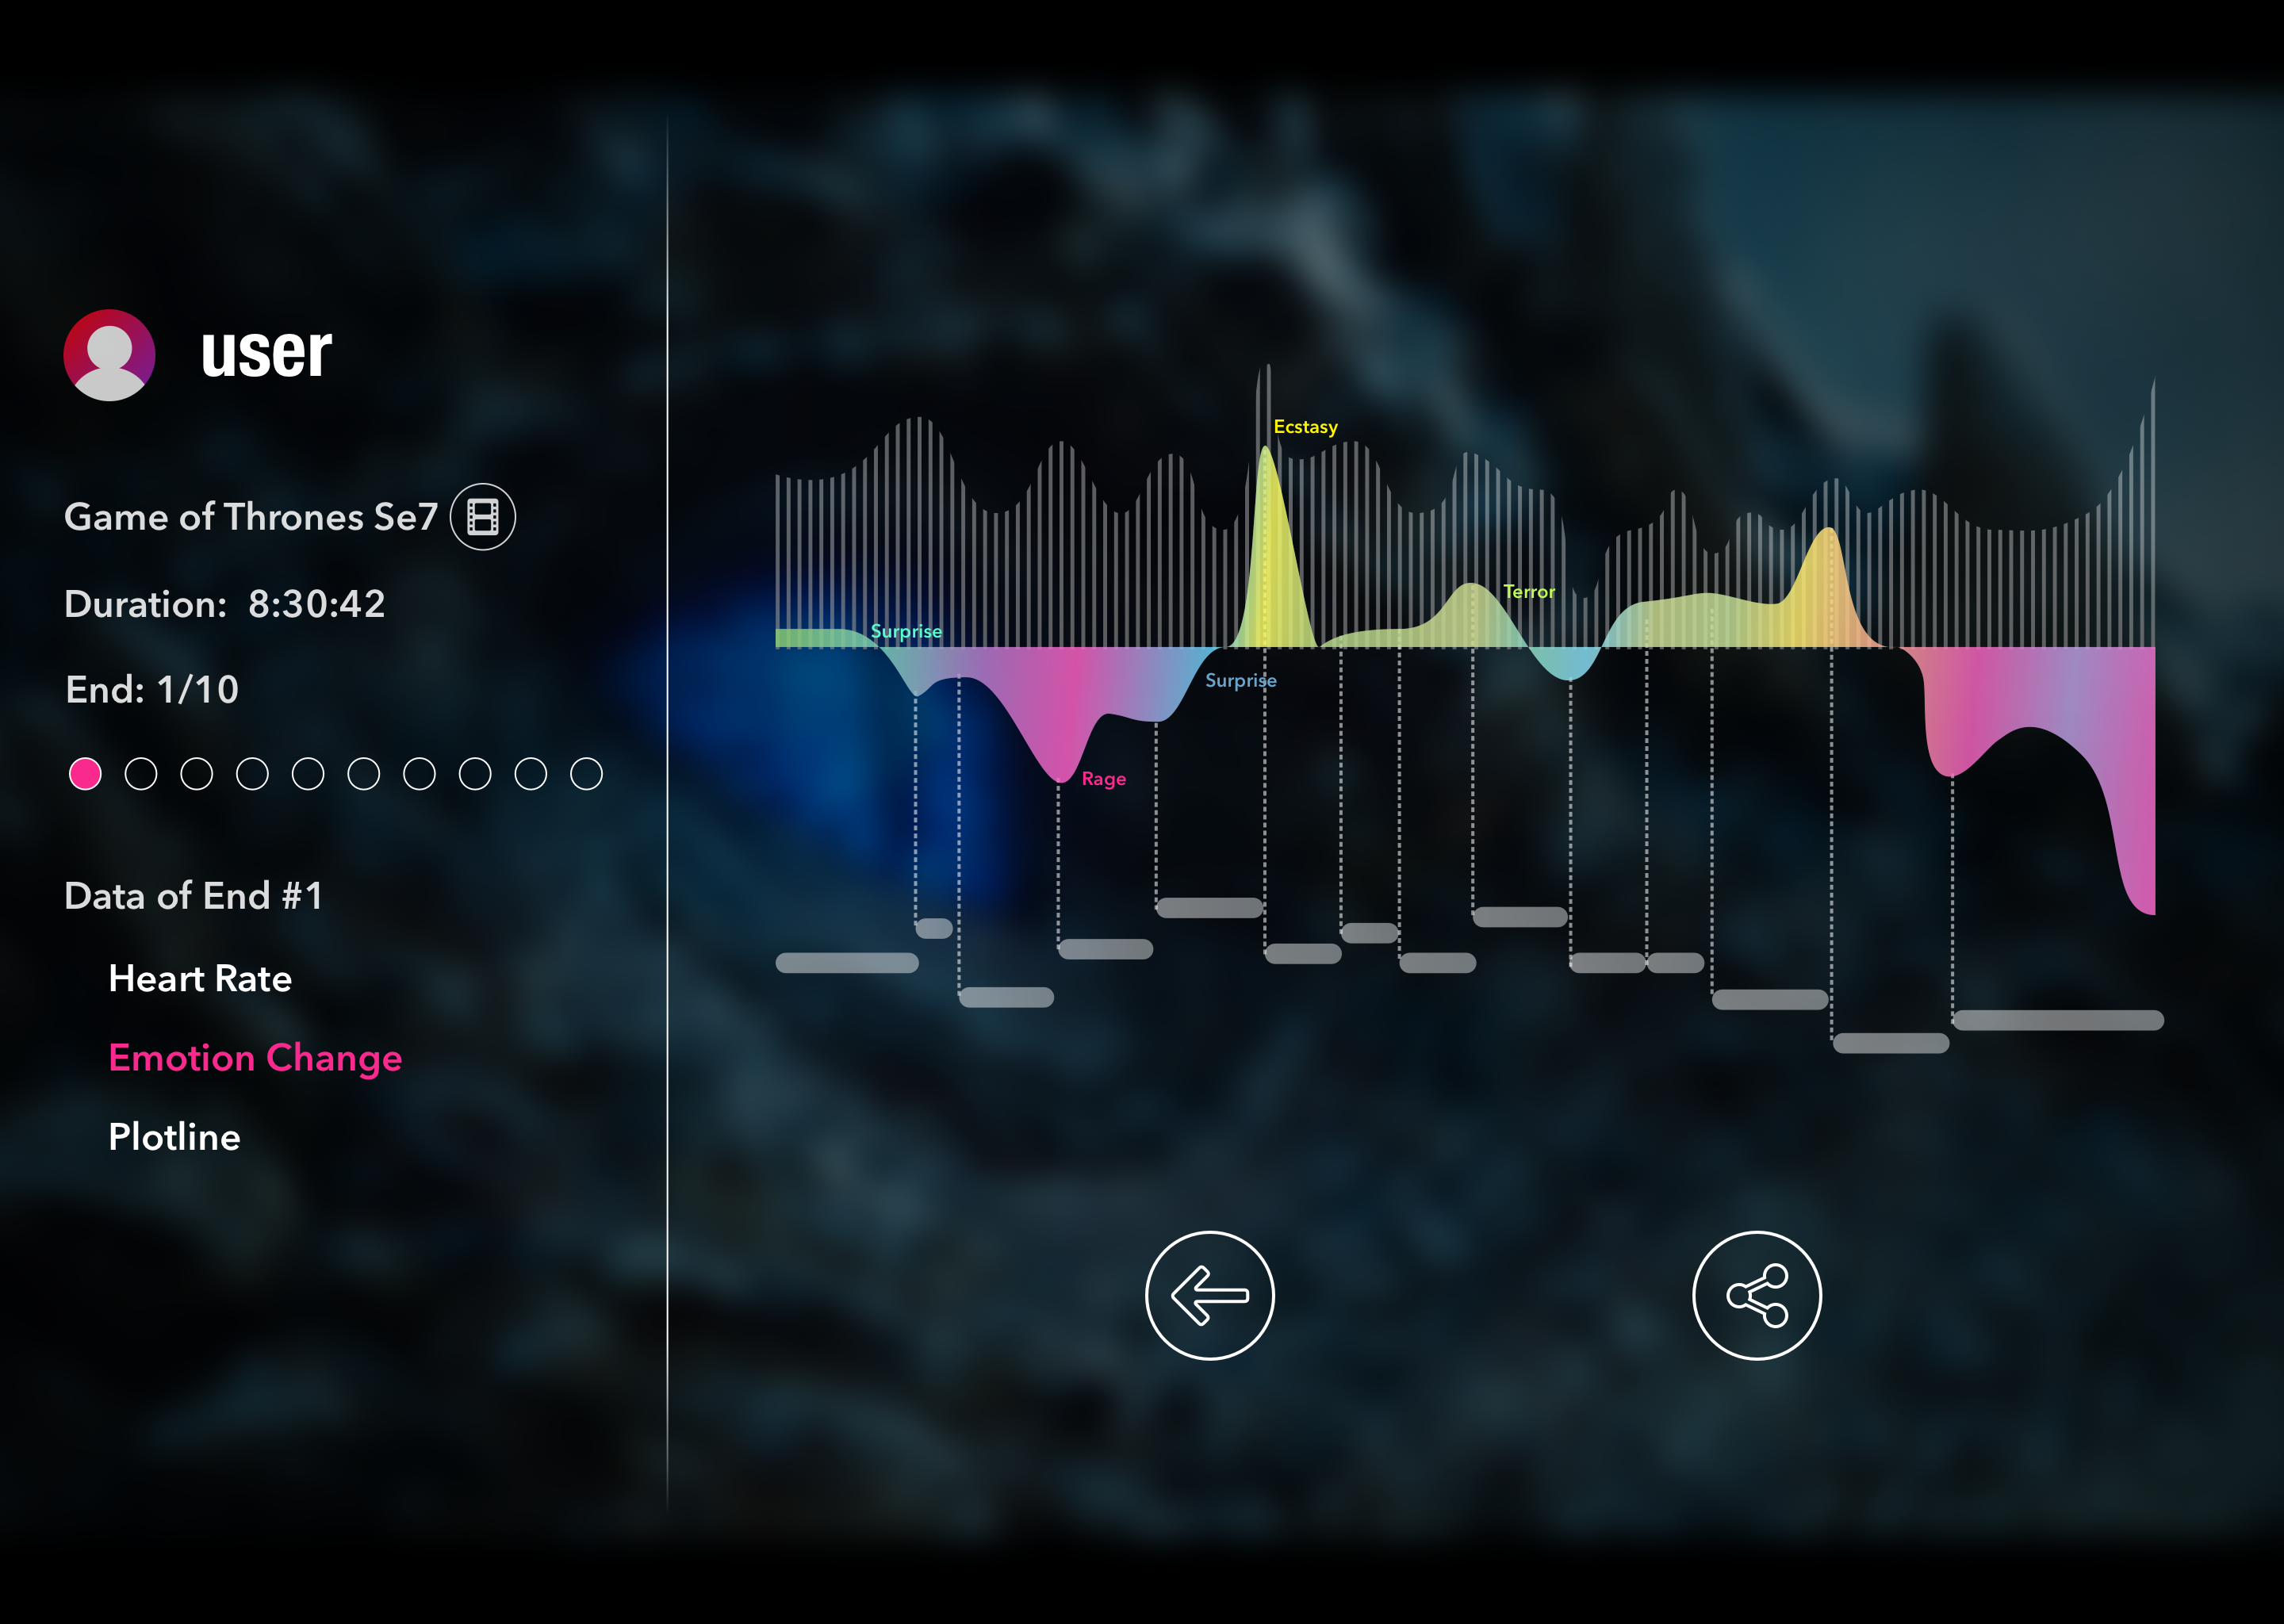 user
Game of Thrones Se7
Duration: 8:30:42
End: 1/10
Data of End #1
Heart Rate
Emotion Change
Plotline
Ecstasy
Terror
Surprise
Surprise
Rage